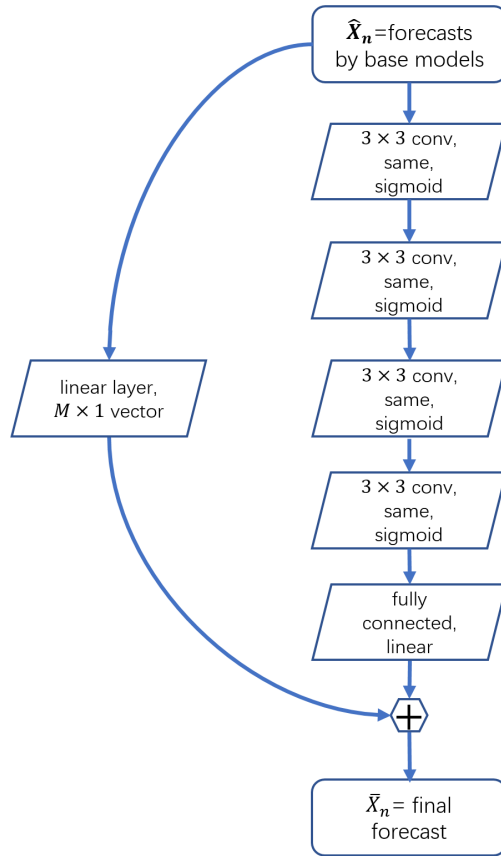 X̂ₙ=forecasts
by base models
3 × 3 conv,
same,
sigmoid
3 × 3 conv,
same,
sigmoid
linear layer,
M × 1 vector
3 × 3 conv,
same,
sigmoid
3 × 3 conv,
same,
sigmoid
fully
connected,
linear
+
X̄ₙ= final
forecast